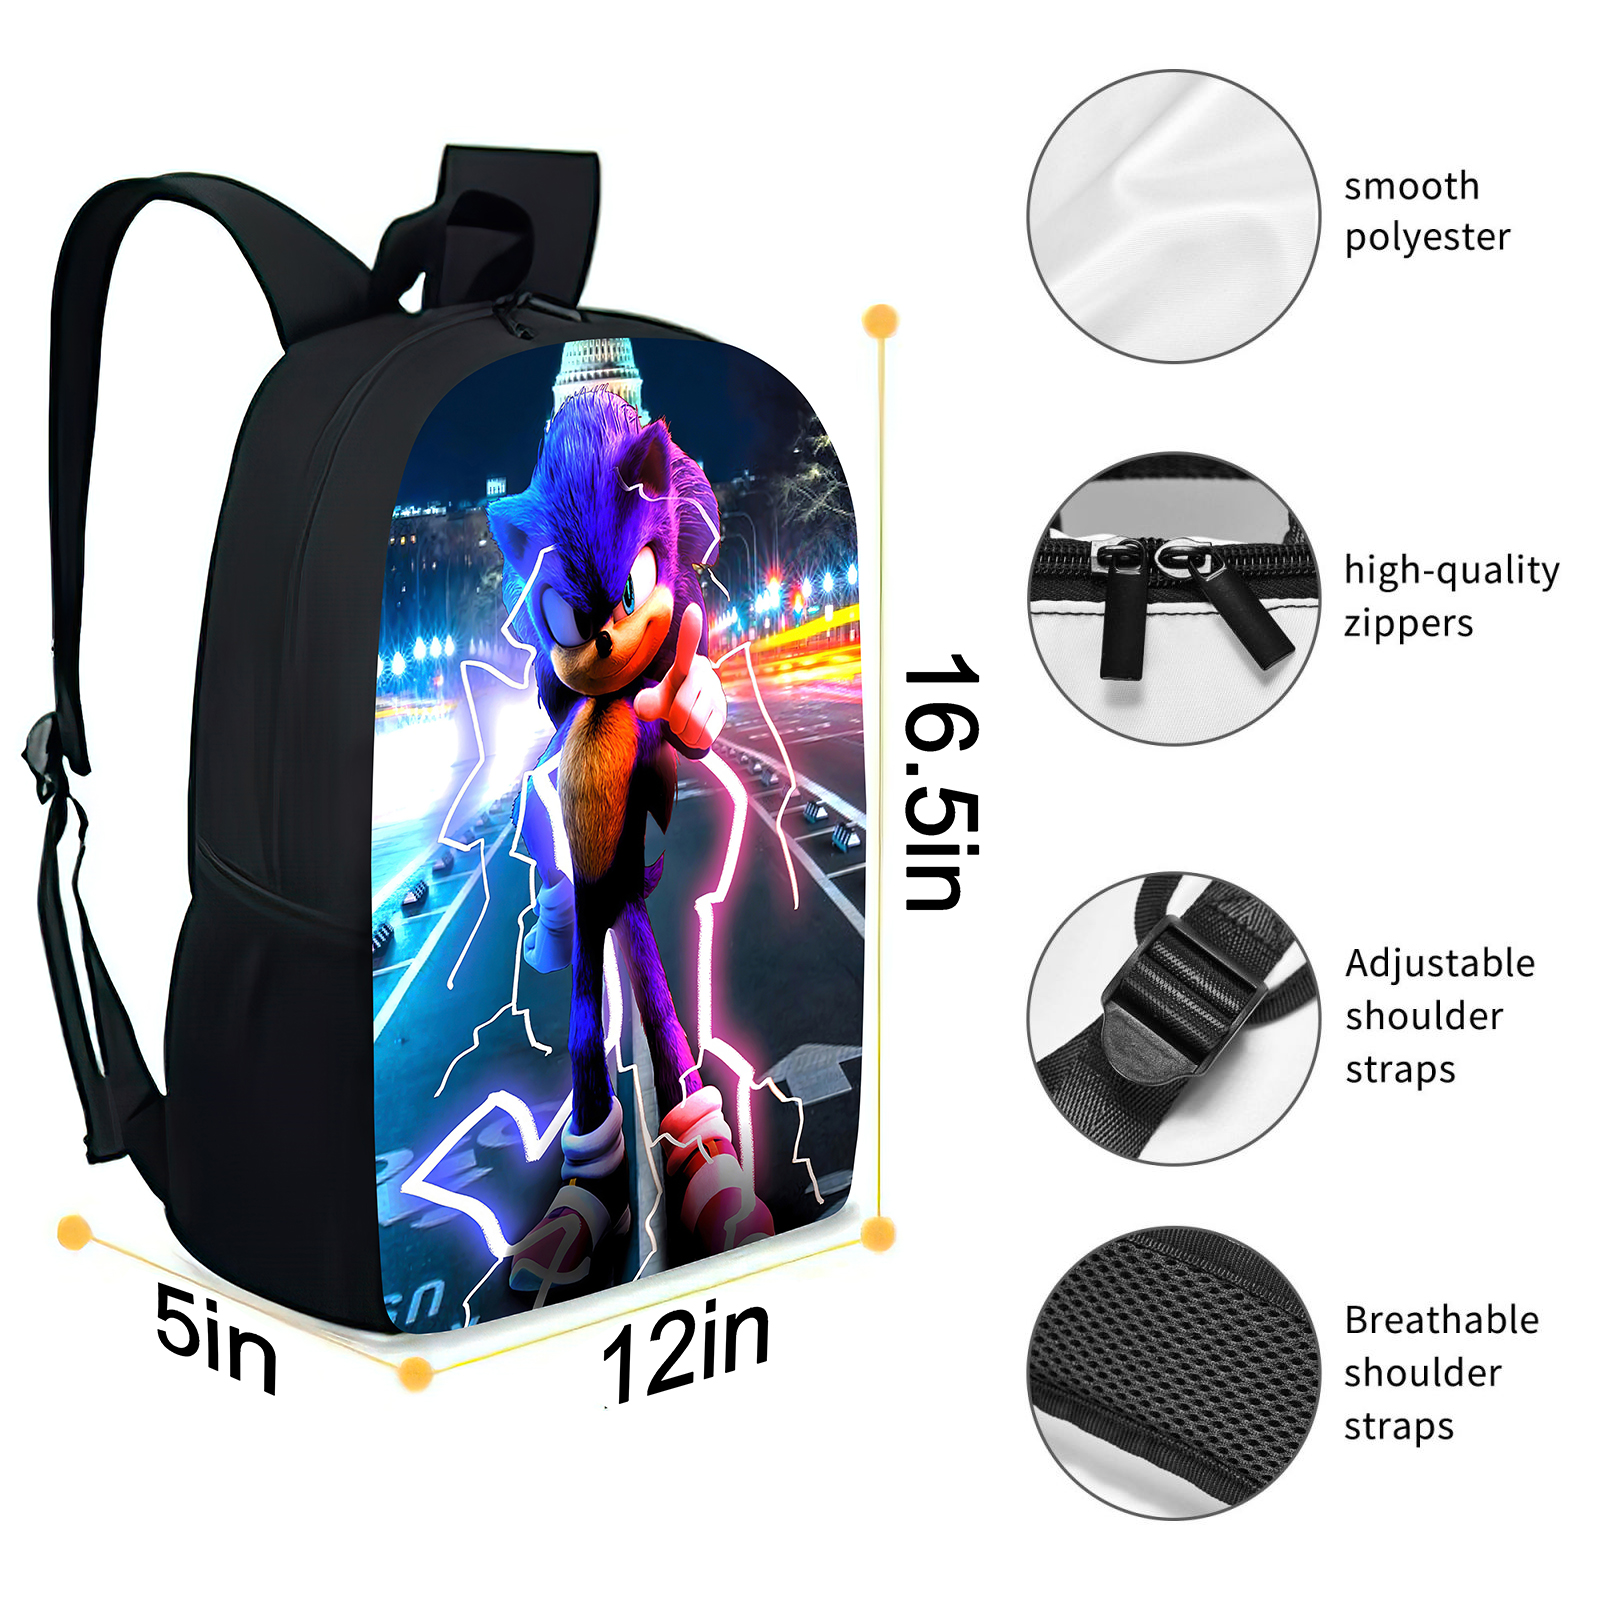 smooth
polyester
high-quality
zippers
Adjustable
shoulder
straps
Breathable
shoulder
straps
16.5in
5in
12in